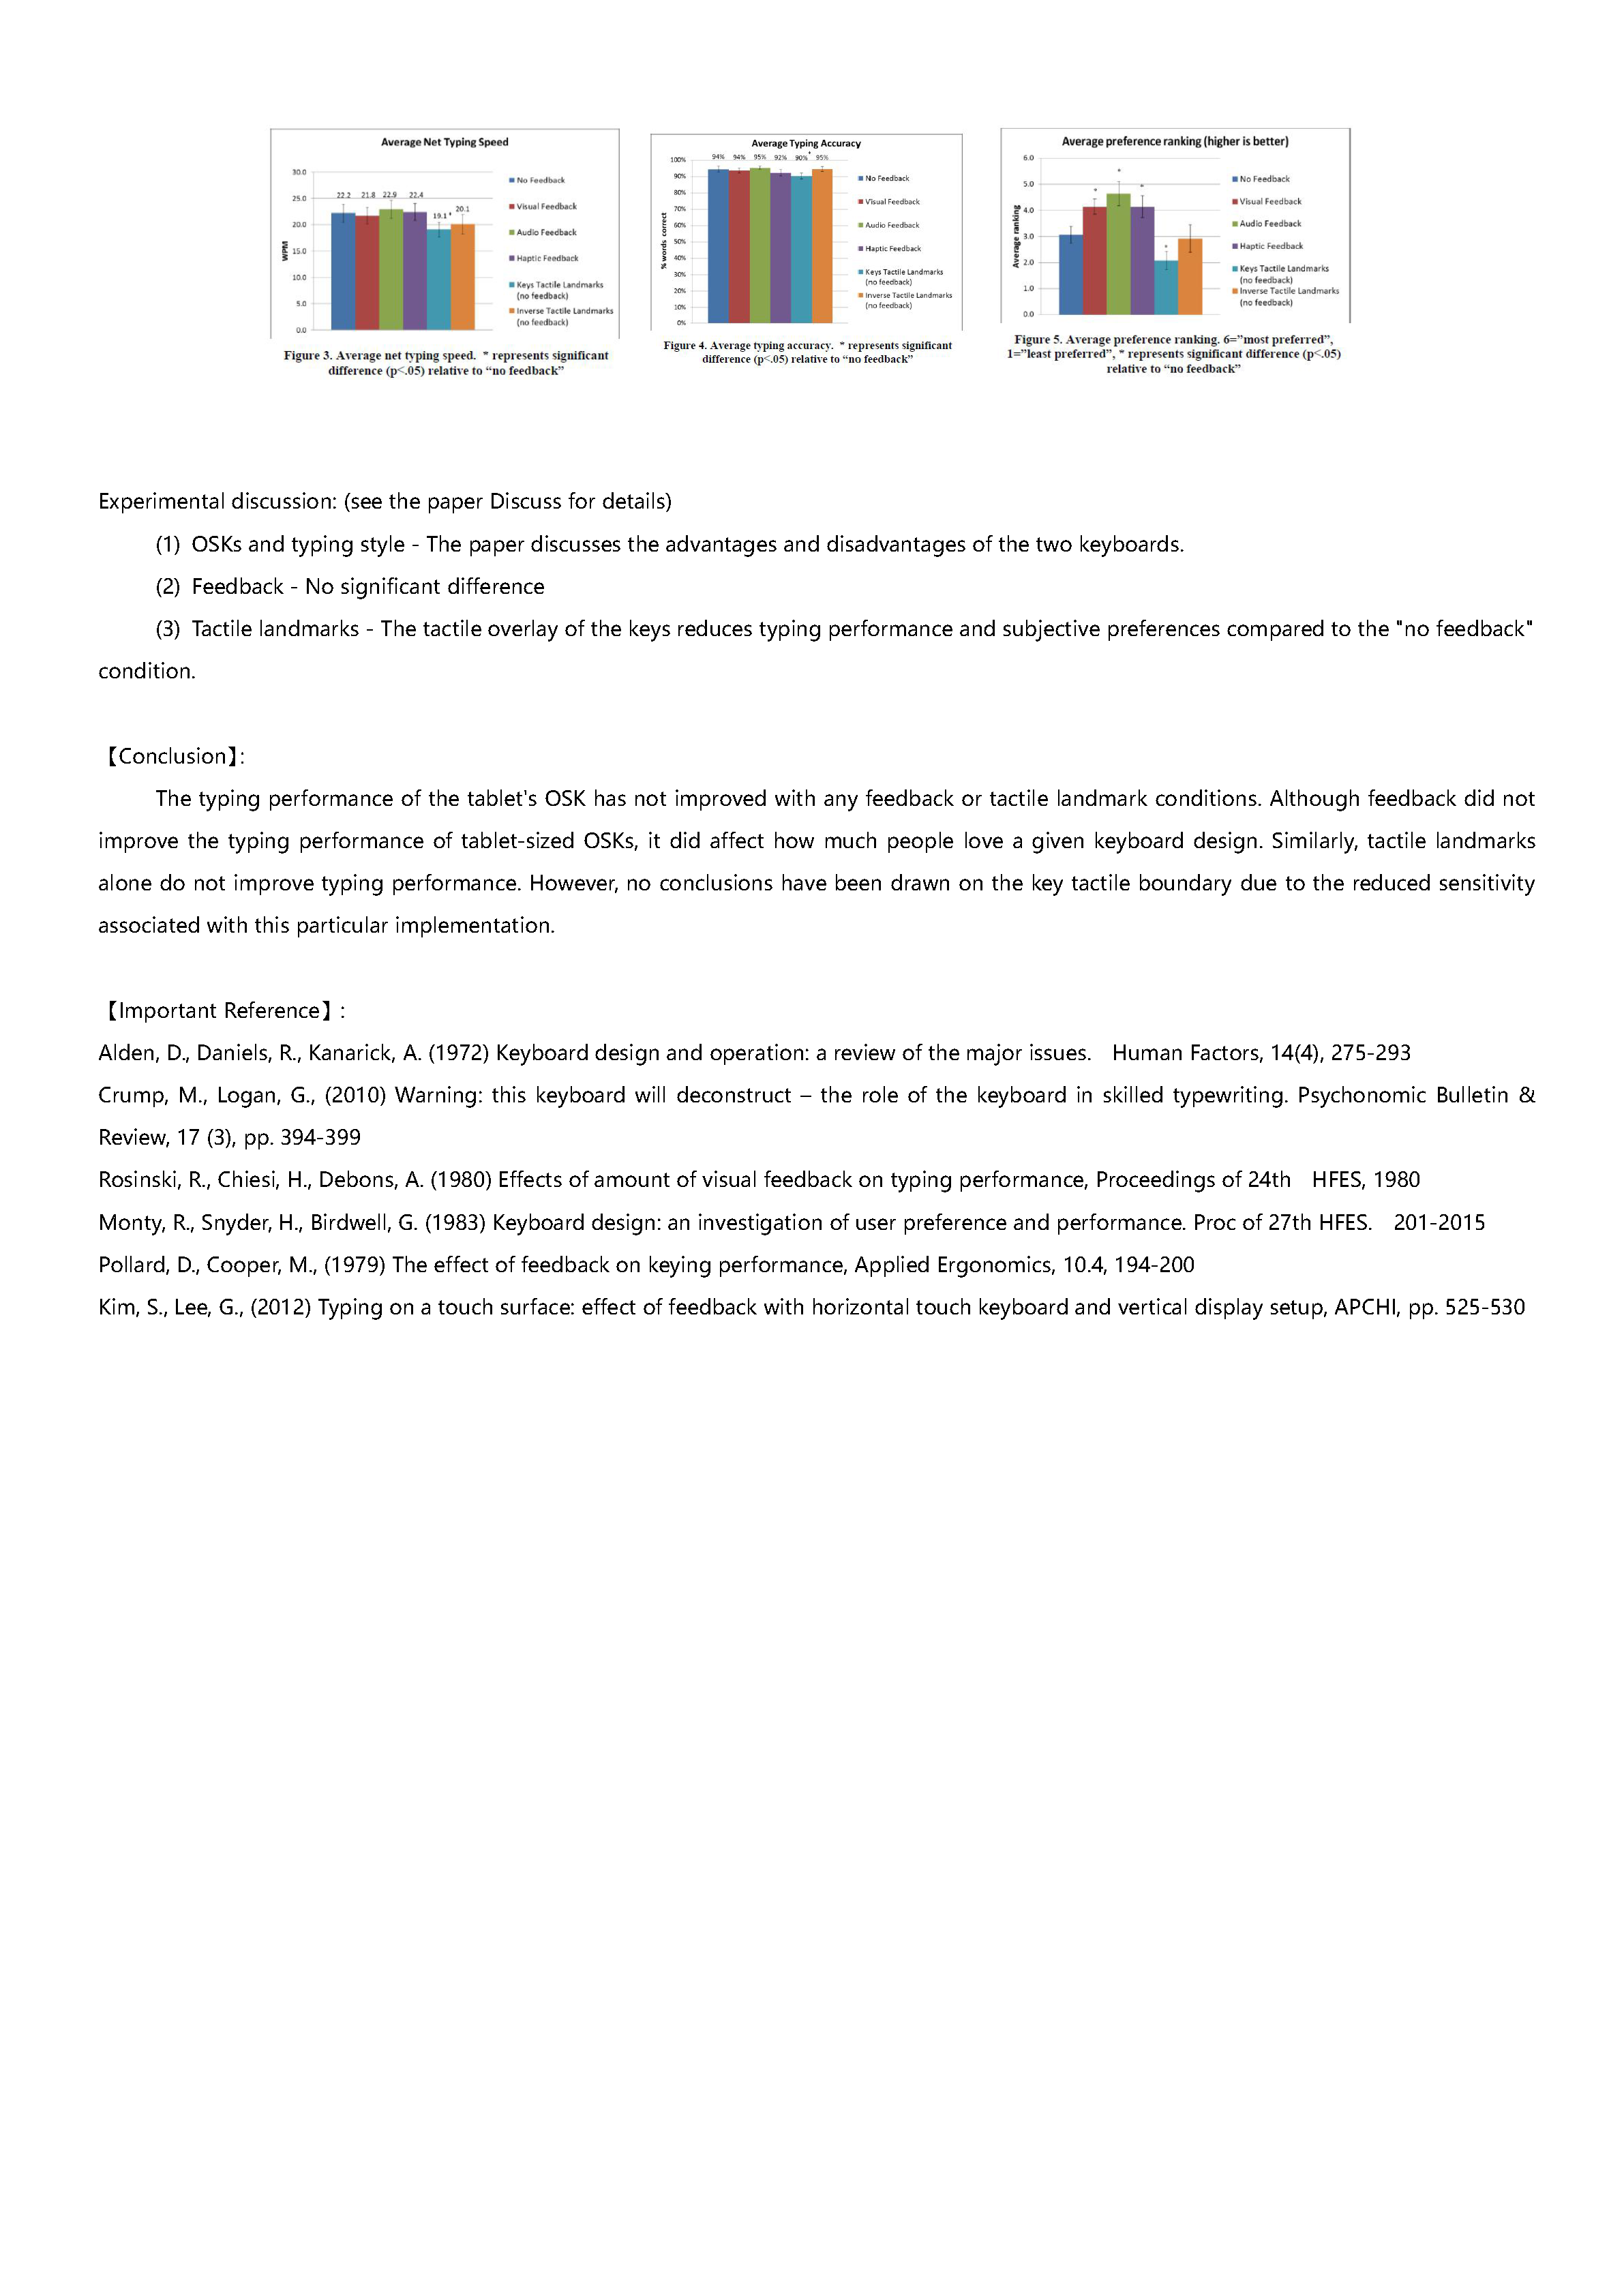 Average Net Typing Speed
30.0
25.0
20.0
15.0
10.0
5.0
0.0
WPM
22.2 21.8 22.9 22.4 19.1* 20.1
No Feedback
Visual Feedback
Audio Feedback
Haptic Feedback
Keys Tactile Landmarks
(no feedback)
Inverse Tactile Landmarks
(no feedback)
Figure 3. Average net typing speed. * represents significant
difference (p<.05) relative to “no feedback”
Average Typing Accuracy
94% 94% 95% 92% 90%* 95%
100%
90%
80%
70%
60%
50%
40%
30%
20%
10%
0%
% words correct
No Feedback
Visual Feedback
Audio Feedback
Haptic Feedback
Keys Tactile Landmarks
(no feedback)
Inverse Tactile Landmarks
(no feedback)
Figure 4. Average typing accuracy. * represents significant
difference (p<.05) relative to “no feedback”
Average preference ranking (higher is better)
6.0
5.0
4.0
3.0
2.0
1.0
0.0
Average ranking
* * * *
No Feedback
Visual Feedback
Audio Feedback
Haptic Feedback
Keys Tactile Landmarks
(no feedback)
Inverse Tactile Landmarks
(no feedback)
Figure 5. Average preference ranking. 6=”most preferred”,
1=”least preferred”, * represents significant difference (p<.05)
relative to “no feedback”
Experimental discussion: (see the paper Discuss for details)
(1) OSKs and typing style - The paper discusses the advantages and disadvantages of the two keyboards.
(2) Feedback - No significant difference
(3) Tactile landmarks - The tactile overlay of the keys reduces typing performance and subjective preferences compared to the "no feedback"
condition.
【Conclusion】:
The typing performance of the tablet's OSK has not improved with any feedback or tactile landmark conditions. Although feedback did not
improve the typing performance of tablet-sized OSKs, it did affect how much people love a given keyboard design. Similarly, tactile landmarks
alone do not improve typing performance. However, no conclusions have been drawn on the key tactile boundary due to the reduced sensitivity
associated with this particular implementation.
【Important Reference】:
Alden, D., Daniels, R., Kanarick, A. (1972) Keyboard design and operation: a review of the major issues. Human Factors, 14(4), 275-293
Crump, M., Logan, G., (2010) Warning: this keyboard will deconstruct – the role of the keyboard in skilled typewriting. Psychonomic Bulletin &
Review, 17 (3), pp. 394-399
Rosinski, R., Chiesi, H., Debons, A. (1980) Effects of amount of visual feedback on typing performance, Proceedings of 24th HFES, 1980
Monty, R., Snyder, H., Birdwell, G. (1983) Keyboard design: an investigation of user preference and performance. Proc of 27th HFES. 201-2015
Pollard, D., Cooper, M., (1979) The effect of feedback on keying performance, Applied Ergonomics, 10.4, 194-200
Kim, S., Lee, G., (2012) Typing on a touch surface: effect of feedback with horizontal touch keyboard and vertical display setup, APCHI, pp. 525-530